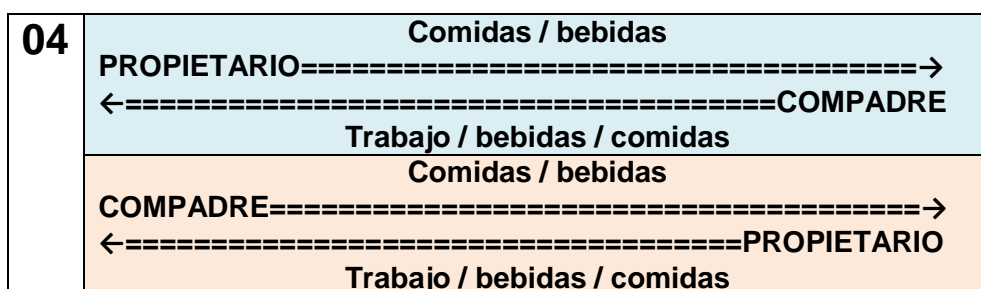 04
Comidas / bebidas
PROPIETARIO====================================→
←======================================COMPADRE
Trabajo / bebidas / comidas
Comidas / bebidas
COMPADRE======================================→
←====================================PROPIETARIO
Trabajo / bebidas / comidas